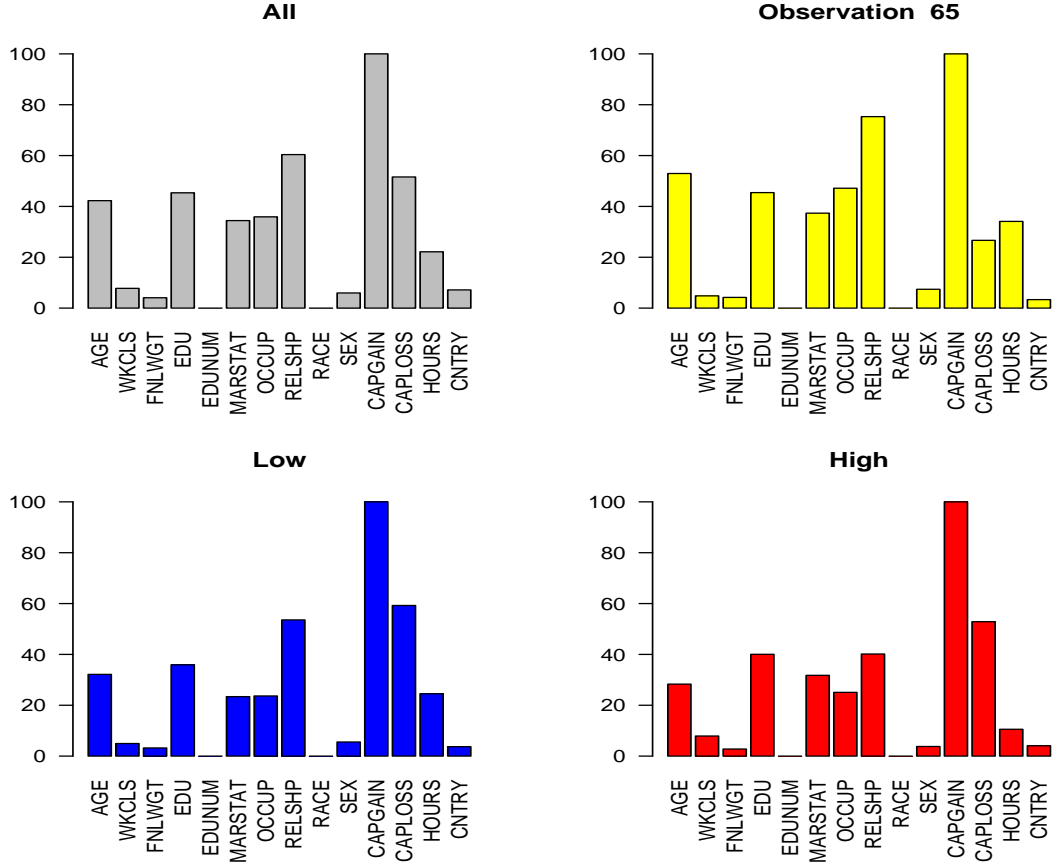 All
100
80
60
40
20
0
AGE
WKCLS
FNLWGT
EDU
EDUNUM
MARSTAT
OCCUP
RELSHP
RACE
SEX
CAPGAIN
CAPLOSS
HOURS
CNTRY
Observation 65
100
80
60
40
20
0
AGE
WKCLS
FNLWGT
EDU
EDUNUM
MARSTAT
OCCUP
RELSHP
RACE
SEX
CAPGAIN
CAPLOSS
HOURS
CNTRY
Low
100
80
60
40
20
0
AGE
WKCLS
FNLWGT
EDU
EDUNUM
MARSTAT
OCCUP
RELSHP
RACE
SEX
CAPGAIN
CAPLOSS
HOURS
CNTRY
High
100
80
60
40
20
0
AGE
WKCLS
FNLWGT
EDU
EDUNUM
MARSTAT
OCCUP
RELSHP
RACE
SEX
CAPGAIN
CAPLOSS
HOURS
CNTRY